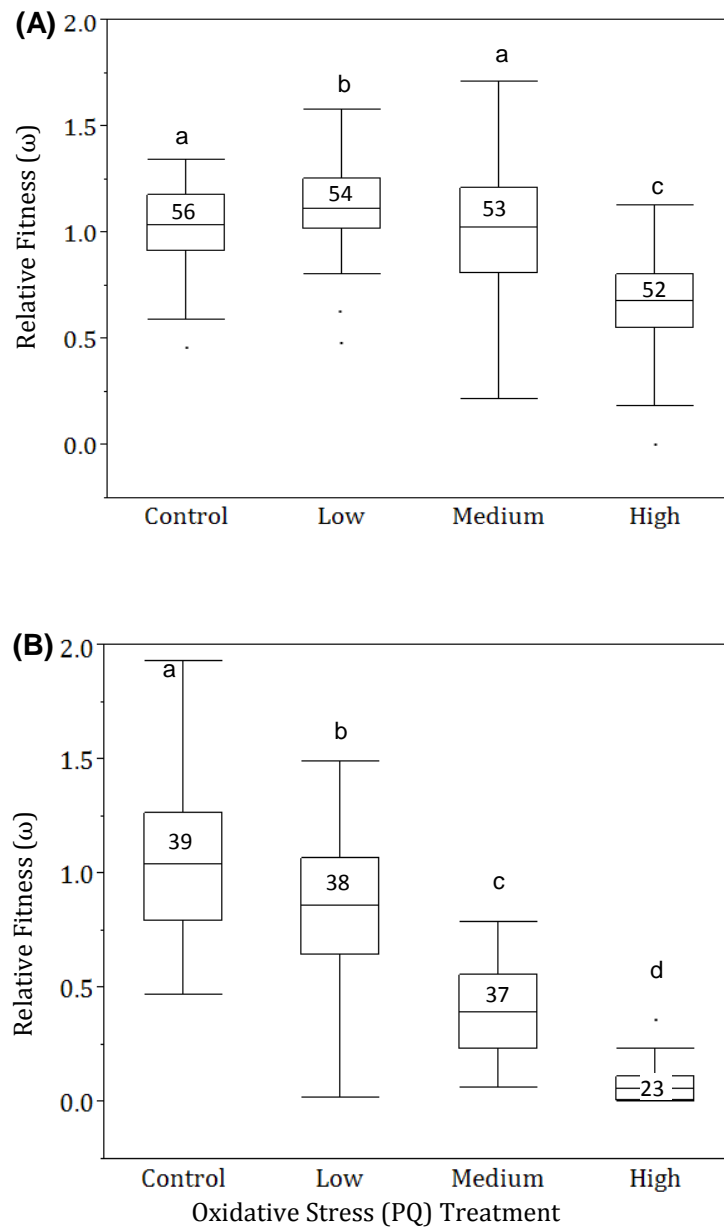 (A)
2.0
a
b
1.5
a
c
56
54
53
1.0
52
0.5
0.0
Relative Fitness (ω)
Control Low Medium High
(B)
2.0
a
b
1.5
39
c
1.0
38
d
0.5
37
23
0.0
Relative Fitness (ω)
Control Low Medium High
Oxidative Stress (PQ) Treatment